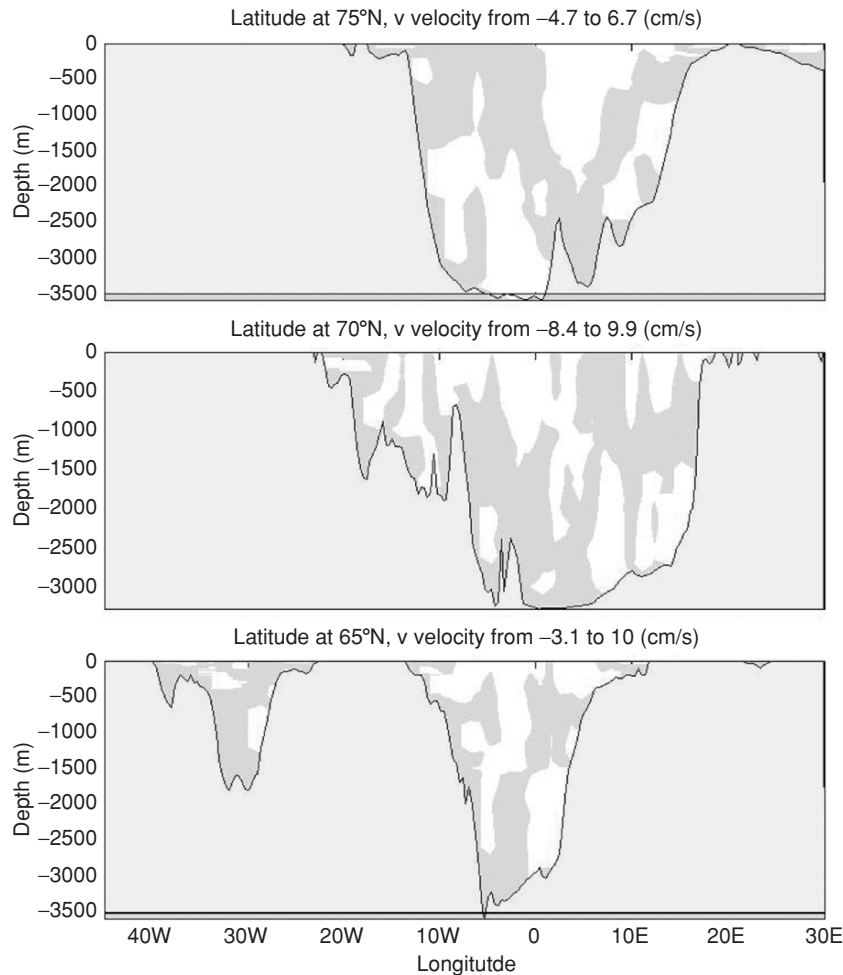 Latitude at 75°N, v velocity from −4.7 to 6.7 (cm/s)
0
−500
−1000
−1500
−2000
−2500
−3000
−3500
Depth (m)
Latitude at 70°N, v velocity from −8.4 to 9.9 (cm/s)
0
−500
−1000
−1500
−2000
−2500
−3000
Depth (m)
Latitude at 65°N, v velocity from −3.1 to 10 (cm/s)
0
−500
−1000
−1500
−2000
−2500
−3000
−3500
Depth (m)
40W 30W 20W 10W 0 10E 20E 30E
Longitutde